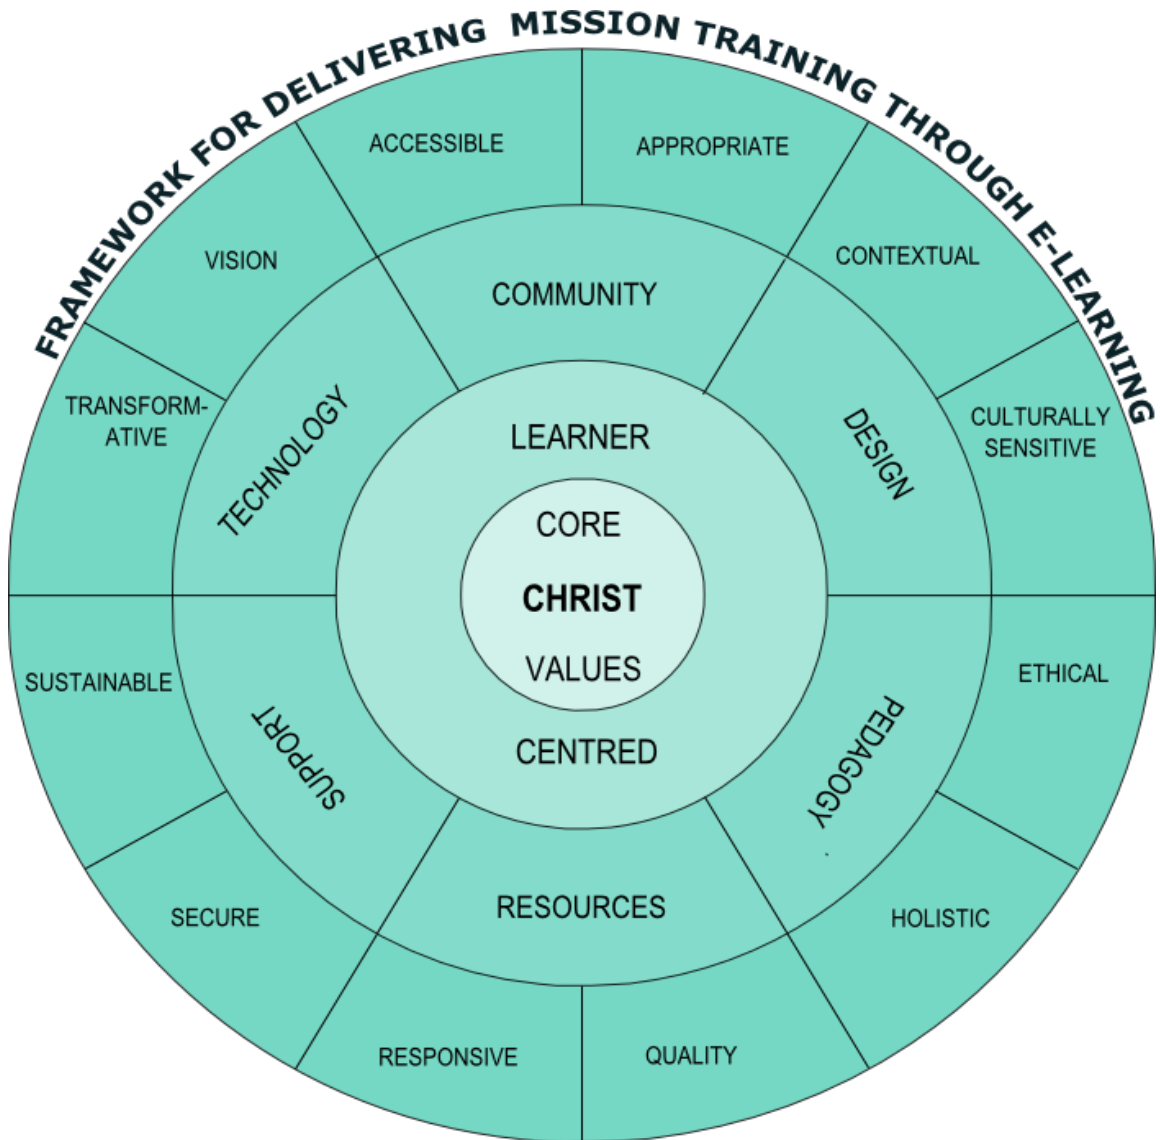 FRAMEWORK FOR DELIVERING MISSION TRAINING THROUGH E-LEARNING
ACCESSIBLE
APPROPRIATE
CONTEXTUAL
CULTURALLY
SENSITIVE
ETHICAL
HOLISTIC
QUALITY
RESPONSIVE
SECURE
SUSTAINABLE
TRANSFORM-
ATIVE
VISION
COMMUNITY
DESIGN
PEDAGOGY
RESOURCES
SUPPORT
TECHNOLOGY
LEARNER
CORE
CHRIST
VALUES
CENTRED